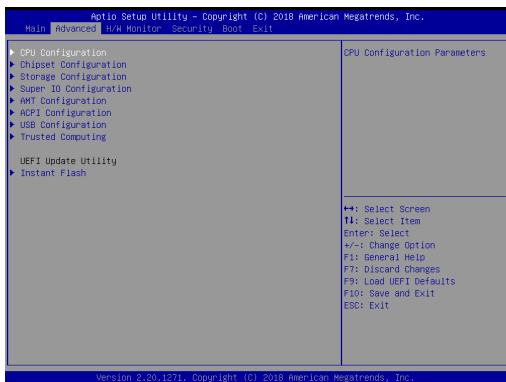 Aptio Setup Utility – Copyright (C) 2018 American Megatrends, Inc.
Main Advanced H/W Monitor Security Boot Exit
CPU Configuration
Chipset Configuration
Storage Configuration
Super IO Configuration
AMT Configuration
ACPI Configuration
USB Configuration
Trusted Computing
UEFI Update Utility
Instant Flash
CPU Configuration Parameters
↔: Select Screen
↑↓: Select Item
Enter: Select
+/-: Change Option
F1: General Help
F7: Discard Changes
F9: Load UEFI Defaults
F10: Save and Exit
ESC: Exit
Version 2.20.1271. Copyright (C) 2018 American Megatrends, Inc.